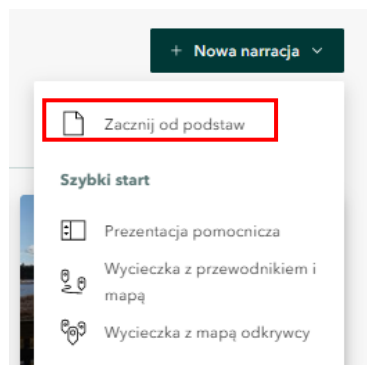 + Nowa narracja
Zacznij od podstaw
Szybki start
Prezentacja pomocnicza
Wycieczka z przewodnikiem i
mapą
Wycieczka z mapą odkrywcy